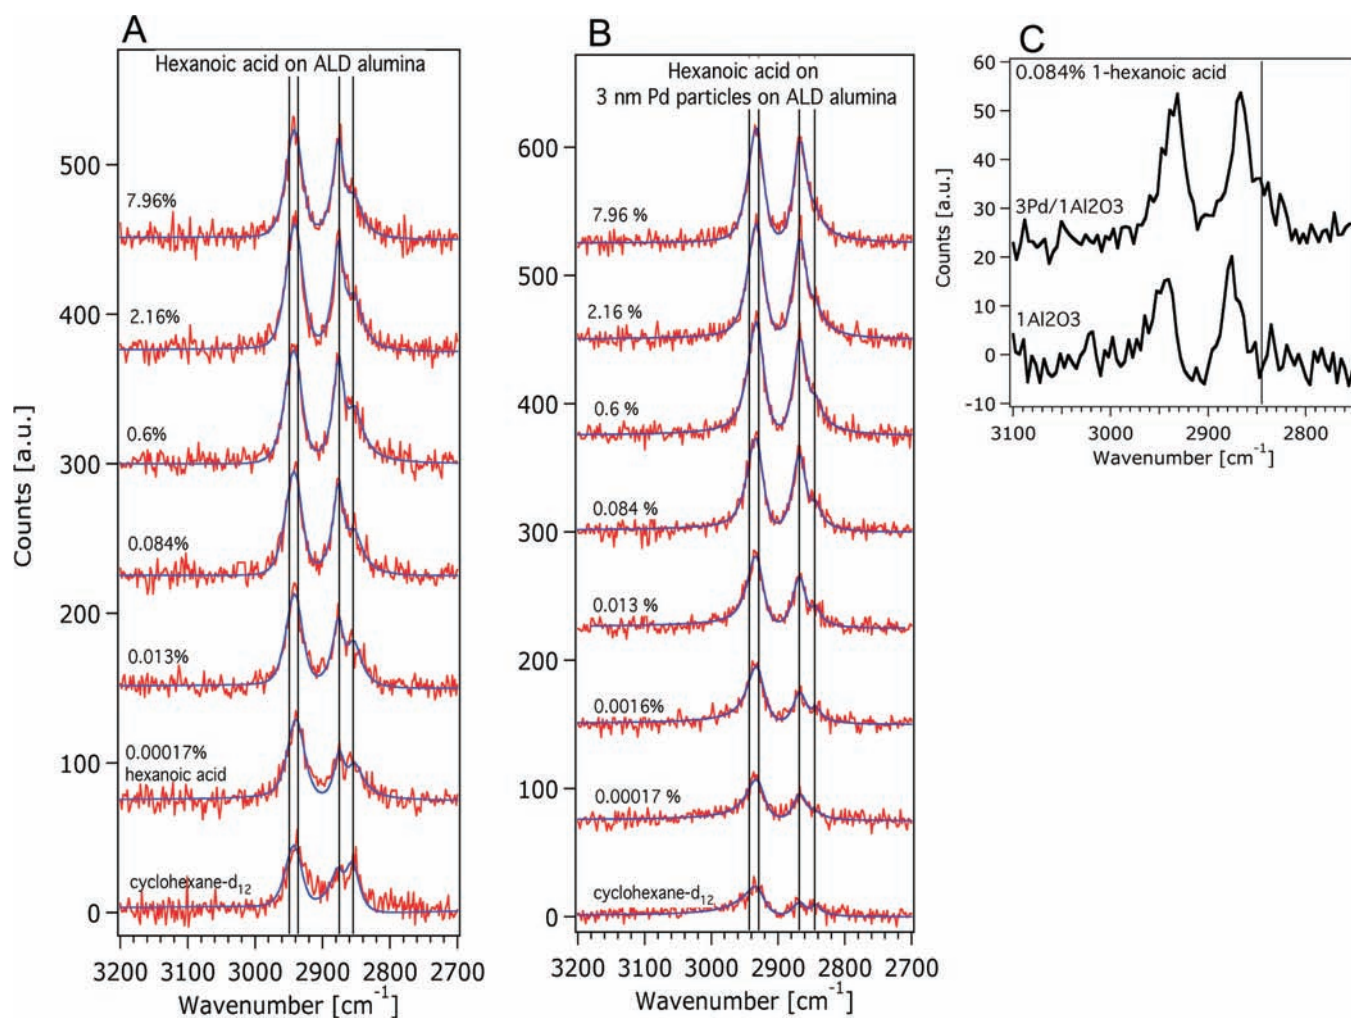 A
Hexanoic acid on ALD alumina
500
400
300
200
100
0
7.96%
2.16%
0.6%
0.084%
0.013%
0.00017%
hexanoic acid
cyclohexane-d12
Counts [a.u.]
3200 3100 3000 2900 2800 2700
Wavenumber [cm-1]
B
Hexanoic acid on
3 nm Pd particles on ALD alumina
600
500
400
300
200
100
0
7.96 %
2.16 %
0.6 %
0.084 %
0.013 %
0.0016%
0.00017 %
cyclohexane-d12
3200 3100 3000 2900 2800 2700
Wavenumber [cm-1]
C
0.084% 1-hexanoic acid
60
50
40
30
20
10
0
-10
3Pd/1Al2O3
1Al2O3
Counts [a.u.]
3100 3000 2900 2800
Wavenumber [cm-1]